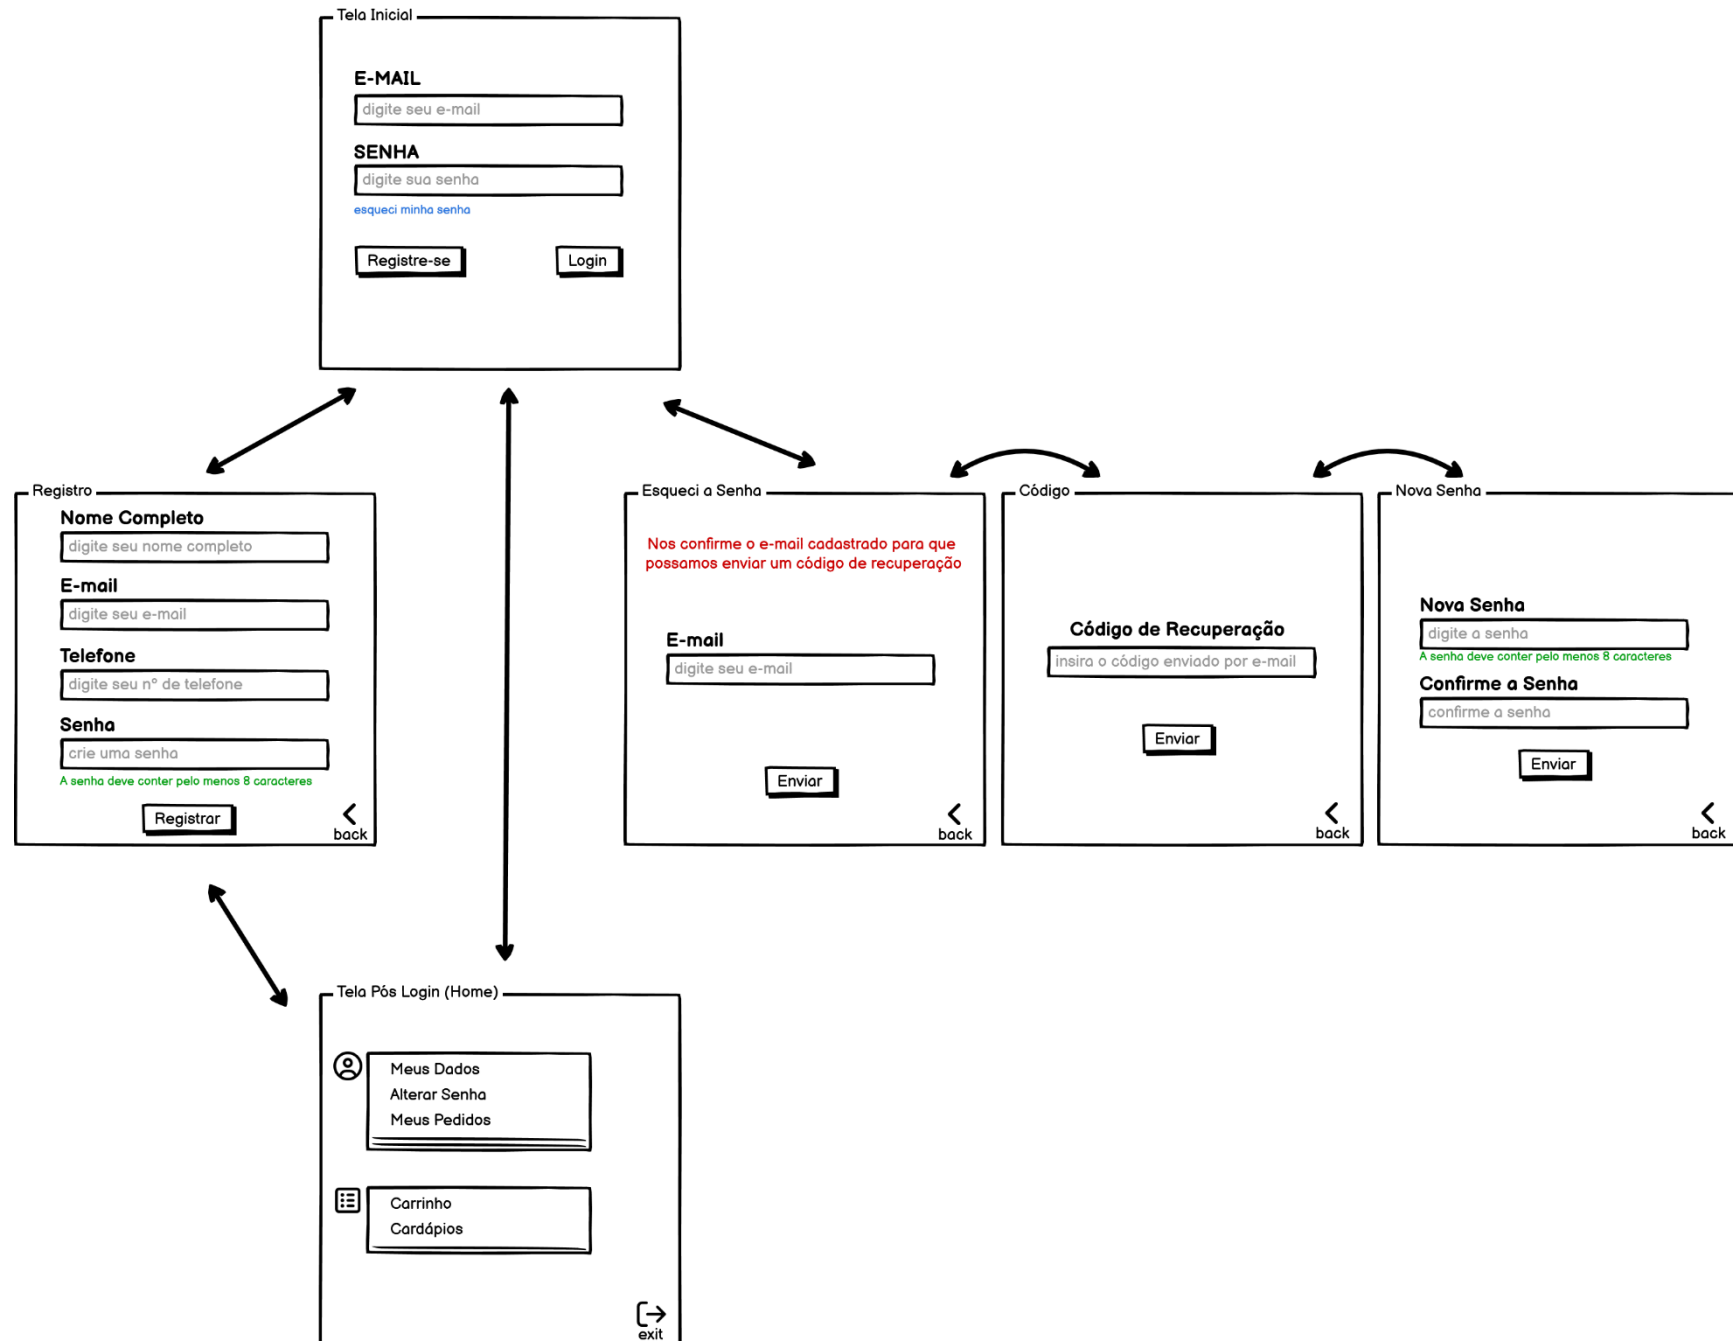 Tela Inicial
E-MAIL
digite seu e-mail
SENHA
digite sua senha
esqueci minha senha
Registre-se
Login
Registro
Nome Completo
digite seu nome completo
E-mail
digite seu e-mail
Telefone
digite seu n° de telefone
Senha
crie uma senha
A senha deve conter pelo menos 8 caracteres
Registrar
back
Esqueci a Senha
Nos confirme o e-mail cadastrado para que
possamos enviar um código de recuperação
E-mail
digite seu e-mail
Enviar
back
Código
Código de Recuperação
insira o código enviado por e-mail
Enviar
back
Nova Senha
Nova Senha
digite a senha
A senha deve conter pelo menos 8 caracteres
Confirme a Senha
confirme a senha
Enviar
back
Tela Pós Login (Home)
Meus Dados
Alterar Senha
Meus Pedidos
Carrinho
Cardápios
exit